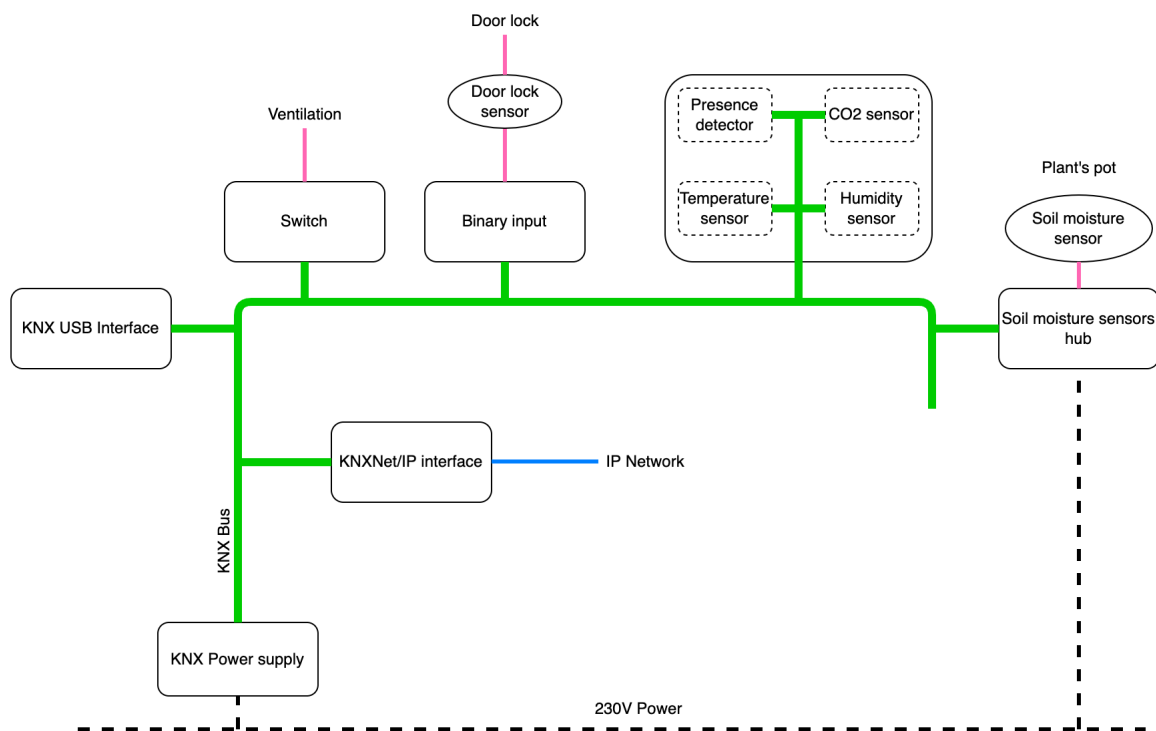 Door lock
Door lock
sensor
Ventilation
Presence
detector
CO2 sensor
Plant's pot
Switch
Binary input
Temperature
sensor
Humidity
sensor
Soil moisture
sensor
KNX USB Interface
Soil moisture sensors
hub
KNXNet/IP interface
IP Network
KNX Bus
KNX Power supply
230V Power